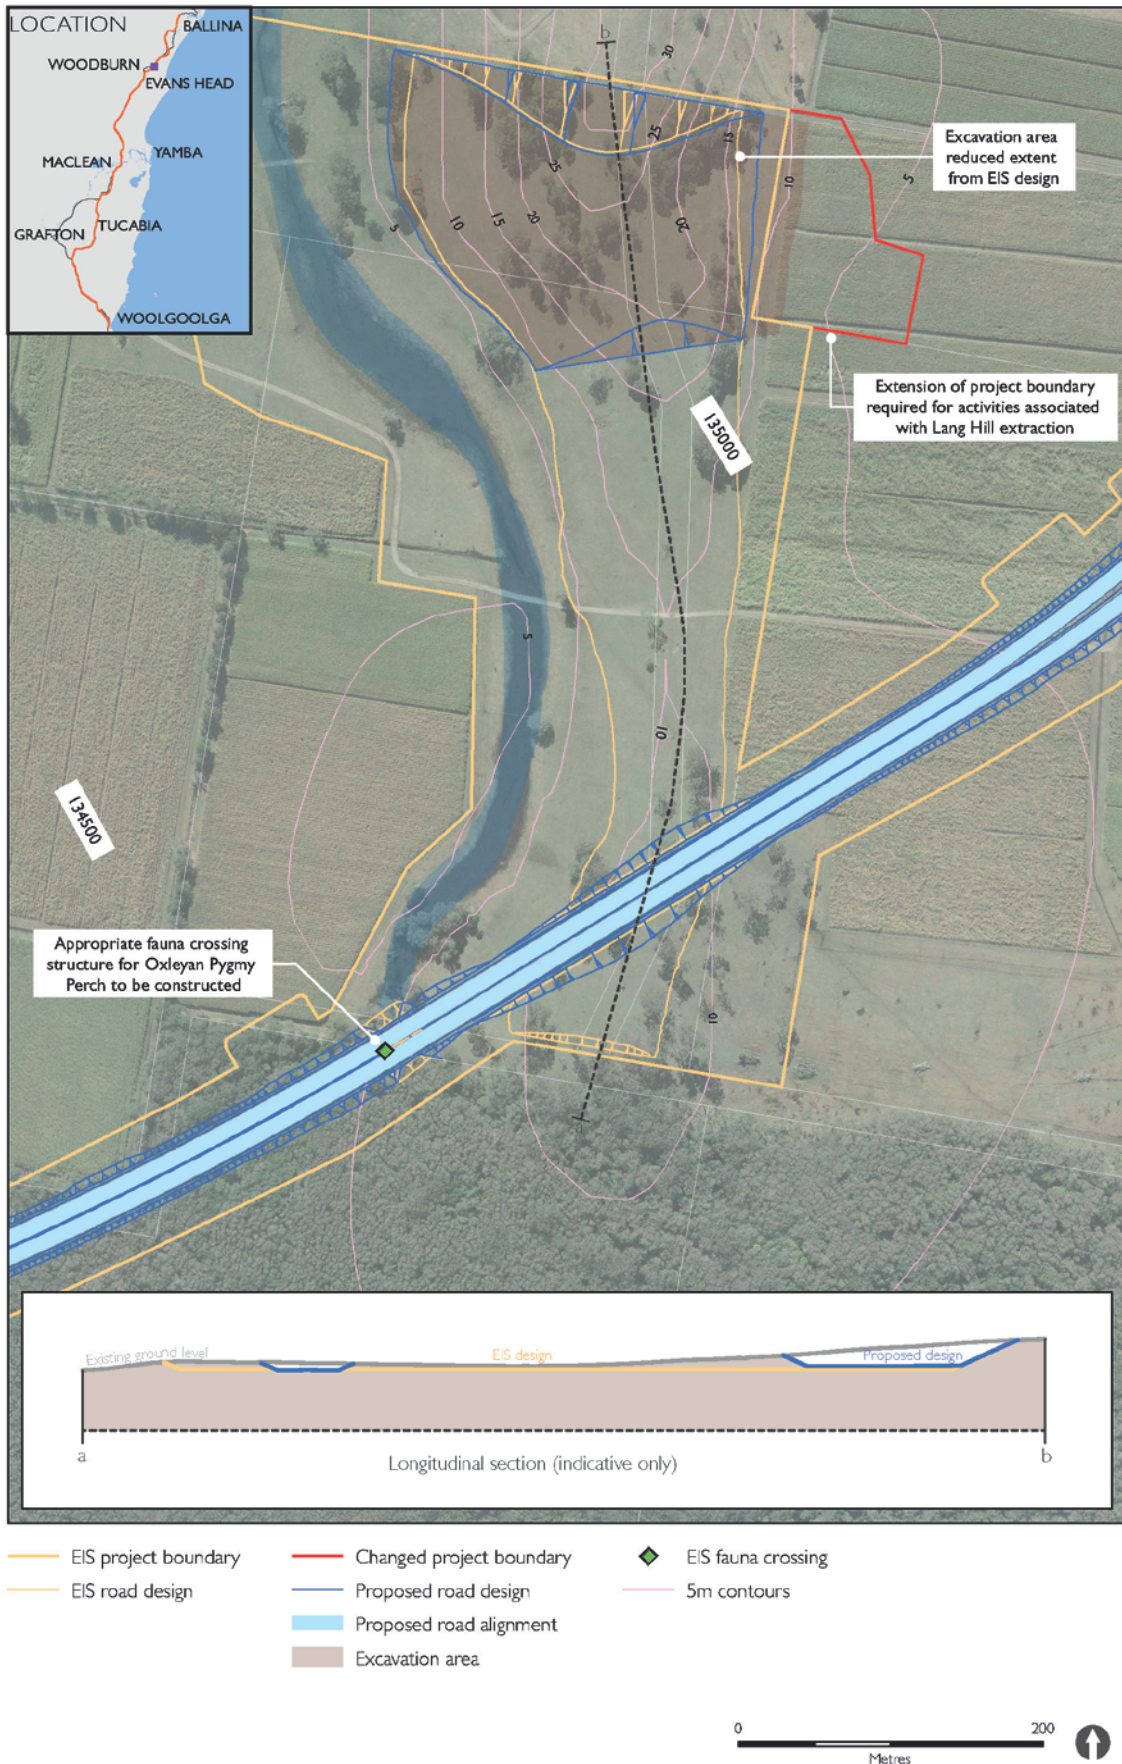 LOCATION
BALLINA
WOODBURN
EVANS HEAD
MACLEAN
YAMBA
TUCABIA
GRAFTON
WOOLGOOLGA
b
30
25
25
15
10
5
5
10
15
20
20
Excavation area
reduced extent
from EIS design
Extension of project boundary
required for activities associated
with Lang Hill extraction
135000
5
10
134500
Appropriate fauna crossing
structure for Oxleyan Pygmy
Perch to be constructed
10
a
Existing ground level
EIS design
Proposed design
a
b
Longitudinal section (indicative only)
EIS project boundary
Changed project boundary
EIS fauna crossing
EIS road design
Proposed road design
5m contours
Proposed road alignment
Excavation area
0
200
Metres